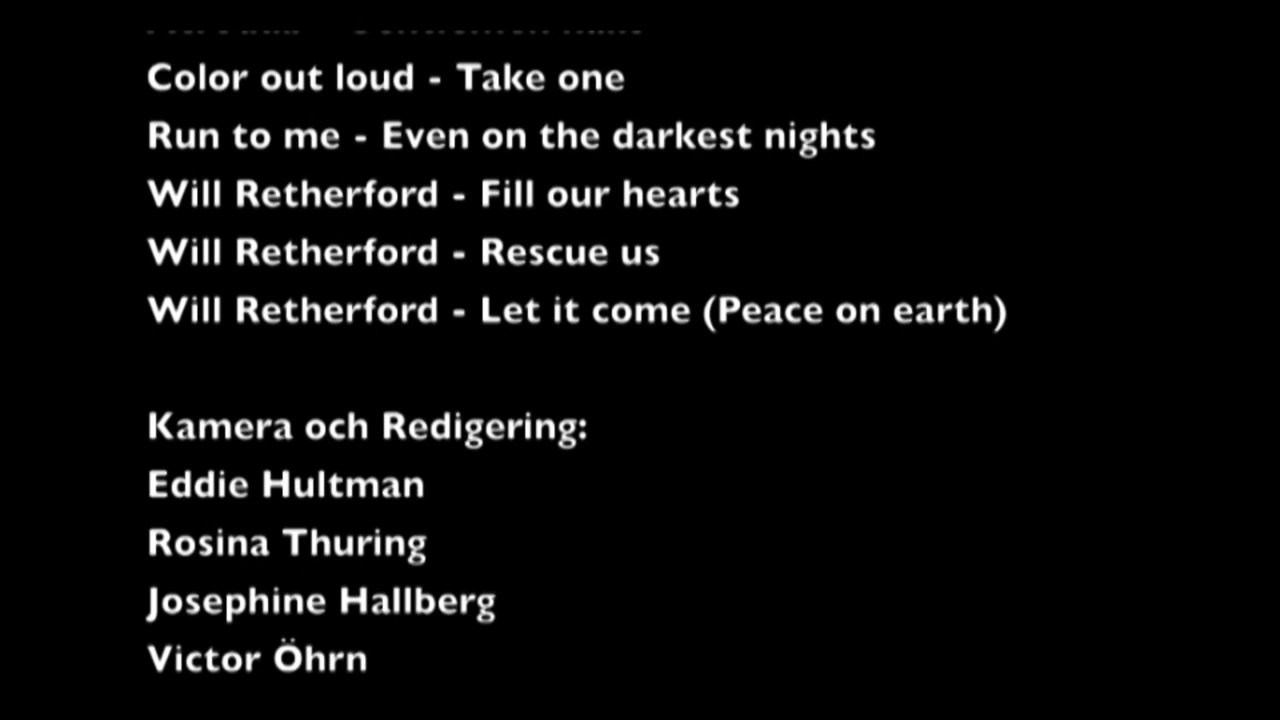 Color out loud - Take one
Run to me - Even on the darkest nights
Will Retherford - Fill our hearts
Will Retherford - Rescue us
Will Retherford - Let it come (Peace on earth)
Kamera och Redigering:
Eddie Hultman
Rosina Thuring
Josephine Hallberg
Victor Öhrn